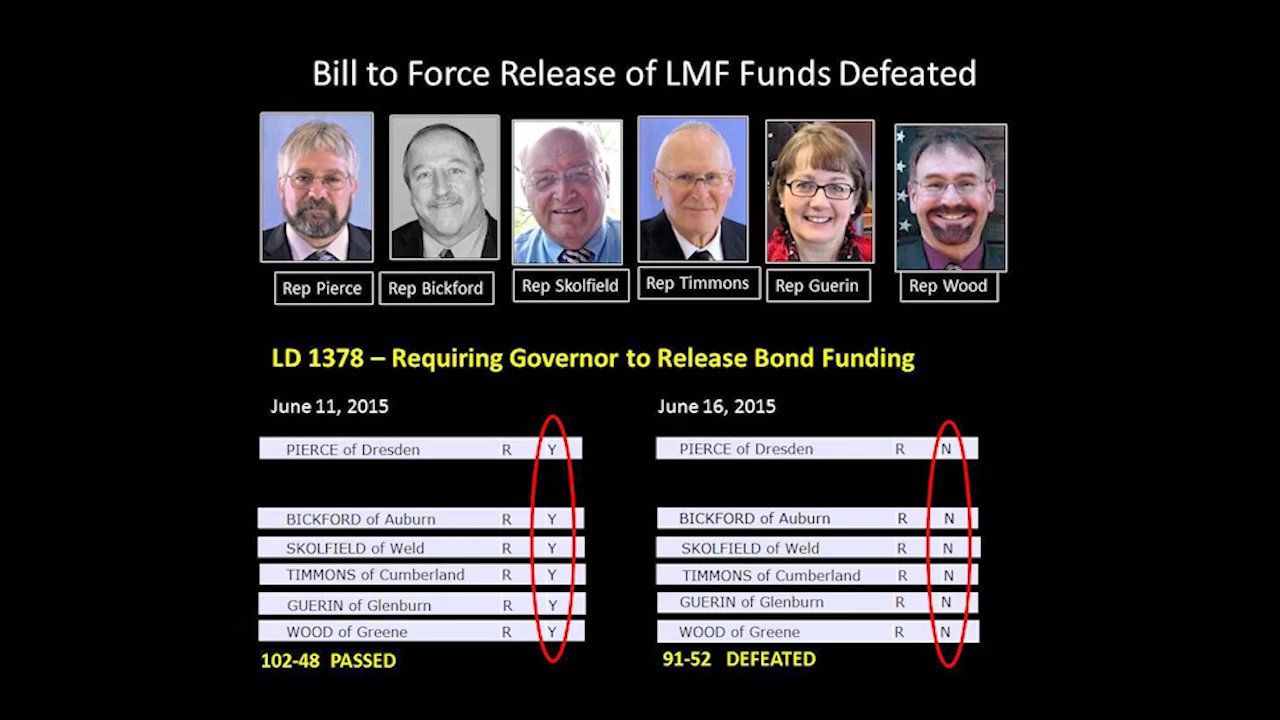 Bill to Force Release of LMF Funds Defeated
Rep Pierce Rep Bickford Rep Skolfield Rep Timmons Rep Guerin Rep Wood
LD 1378 – Requiring Governor to Release Bond Funding
June 11, 2015
PIERCE of Dresden R Y
BICKFORD of Auburn R Y
SKOLFIELD of Weld R Y
TIMMONS of Cumberland R Y
GUERIN of Glenburn R Y
WOOD of Greene R Y
102-48 PASSED
June 16, 2015
PIERCE of Dresden R N
BICKFORD of Auburn R N
SKOLFIELD of Weld R N
TIMMONS of Cumberland R N
GUERIN of Glenburn R N
WOOD of Greene R N
91-52 DEFEATED